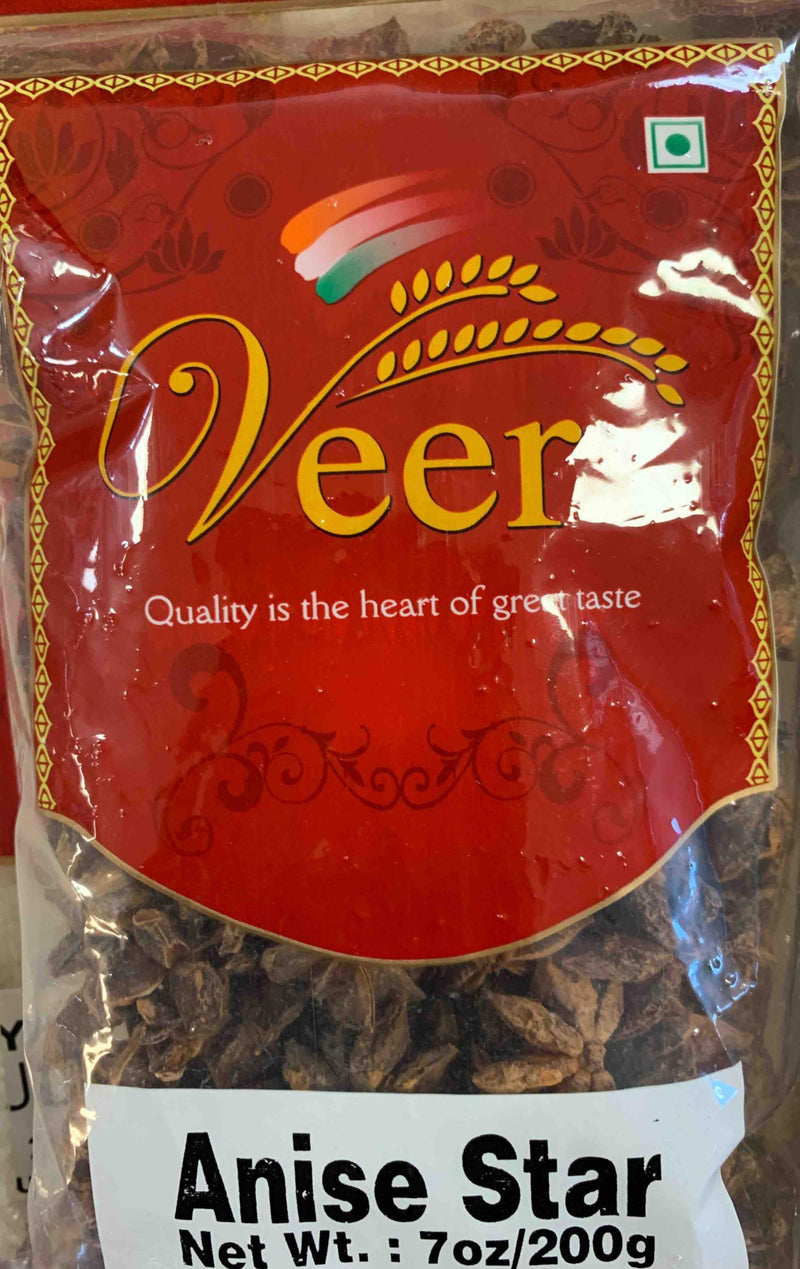 Veer
Quality is the heart of great taste
Anise Star
Net Wt. : 7oz/200g